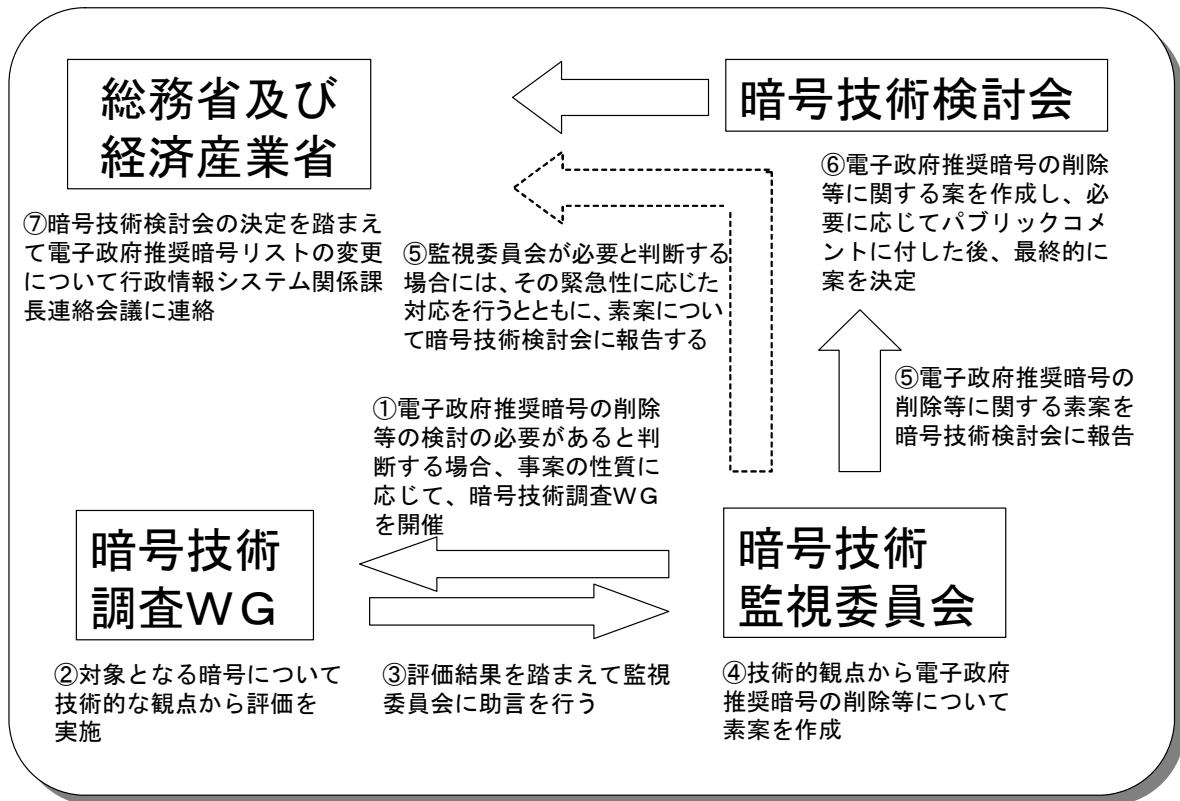 総務省及び
経済産業省
暗号技術検討会
⑦暗号技術検討会の決定を踏まえ
て電子政府推奨暗号リストの変更
について行政情報システム関係課
長連絡会議に連絡
⑤監視委員会が必要と判断する
場合には、その緊急性に応じた
対応を行うとともに、素案につい
て暗号技術検討会に報告する
⑥電子政府推奨暗号の削除
等に関する案を作成し、必
要に応じてパブリックコメ
ントに付した後、最終的に
案を決定
⑤電子政府推奨暗号の
削除等に関する素案を
暗号技術検討会に報告
①電子政府推奨暗号の削除
等の検討の必要があると判
断する場合、事案の性質に
応じて、暗号技術調査ＷＧ
を開催
暗号技術
調査ＷＧ
暗号技術
監視委員会
②対象となる暗号について
技術的な観点から評価を
実施
③評価結果を踏まえて監視
委員会に助言を行う
④技術的観点から電子政府
推奨暗号の削除等について
素案を作成